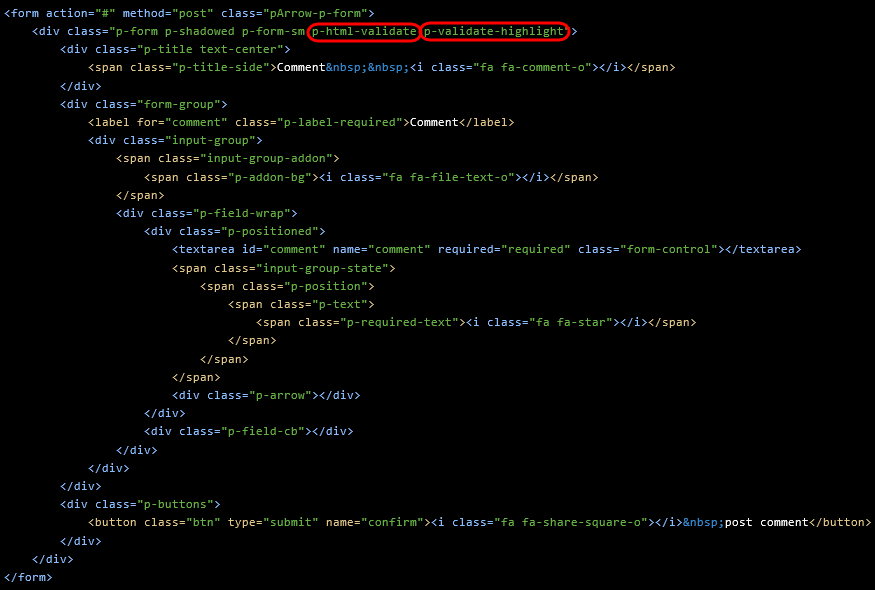 <form action="#" method="post" class="pArrow-p-form">
<div class="p-form p-shadowed p-form-sm p-html-validate p-validate-highlight">
<div class="p-title text-center">
<span class="p-title-side">Comment&nbsp;&nbsp;<i class="fa fa-comment-o"></i></span>
</div>
<div class="form-group">
<label for="comment" class="p-label-required">Comment</label>
<div class="input-group">
<span class="input-group-addon">
<span class="p-addon-bg"><i class="fa fa-file-text-o"></i></span>
</span>
<div class="p-field-wrap">
<div class="p-positioned">
<textarea id="comment" name="comment" required="required" class="form-control"></textarea>
<span class="input-group-state">
<span class="p-position">
<span class="p-text">
<span class="p-required-text"><i class="fa fa-star"></i></span>
</span>
</span>
</span>
<div class="p-arrow"></div>
</div>
<div class="p-field-cb"></div>
</div>
</div>
</div>
<div class="p-buttons">
<button class="btn" type="submit" name="confirm"><i class="fa fa-share-square-o"></i>&nbsp;post comment</button>
</div>
</div>
</form>